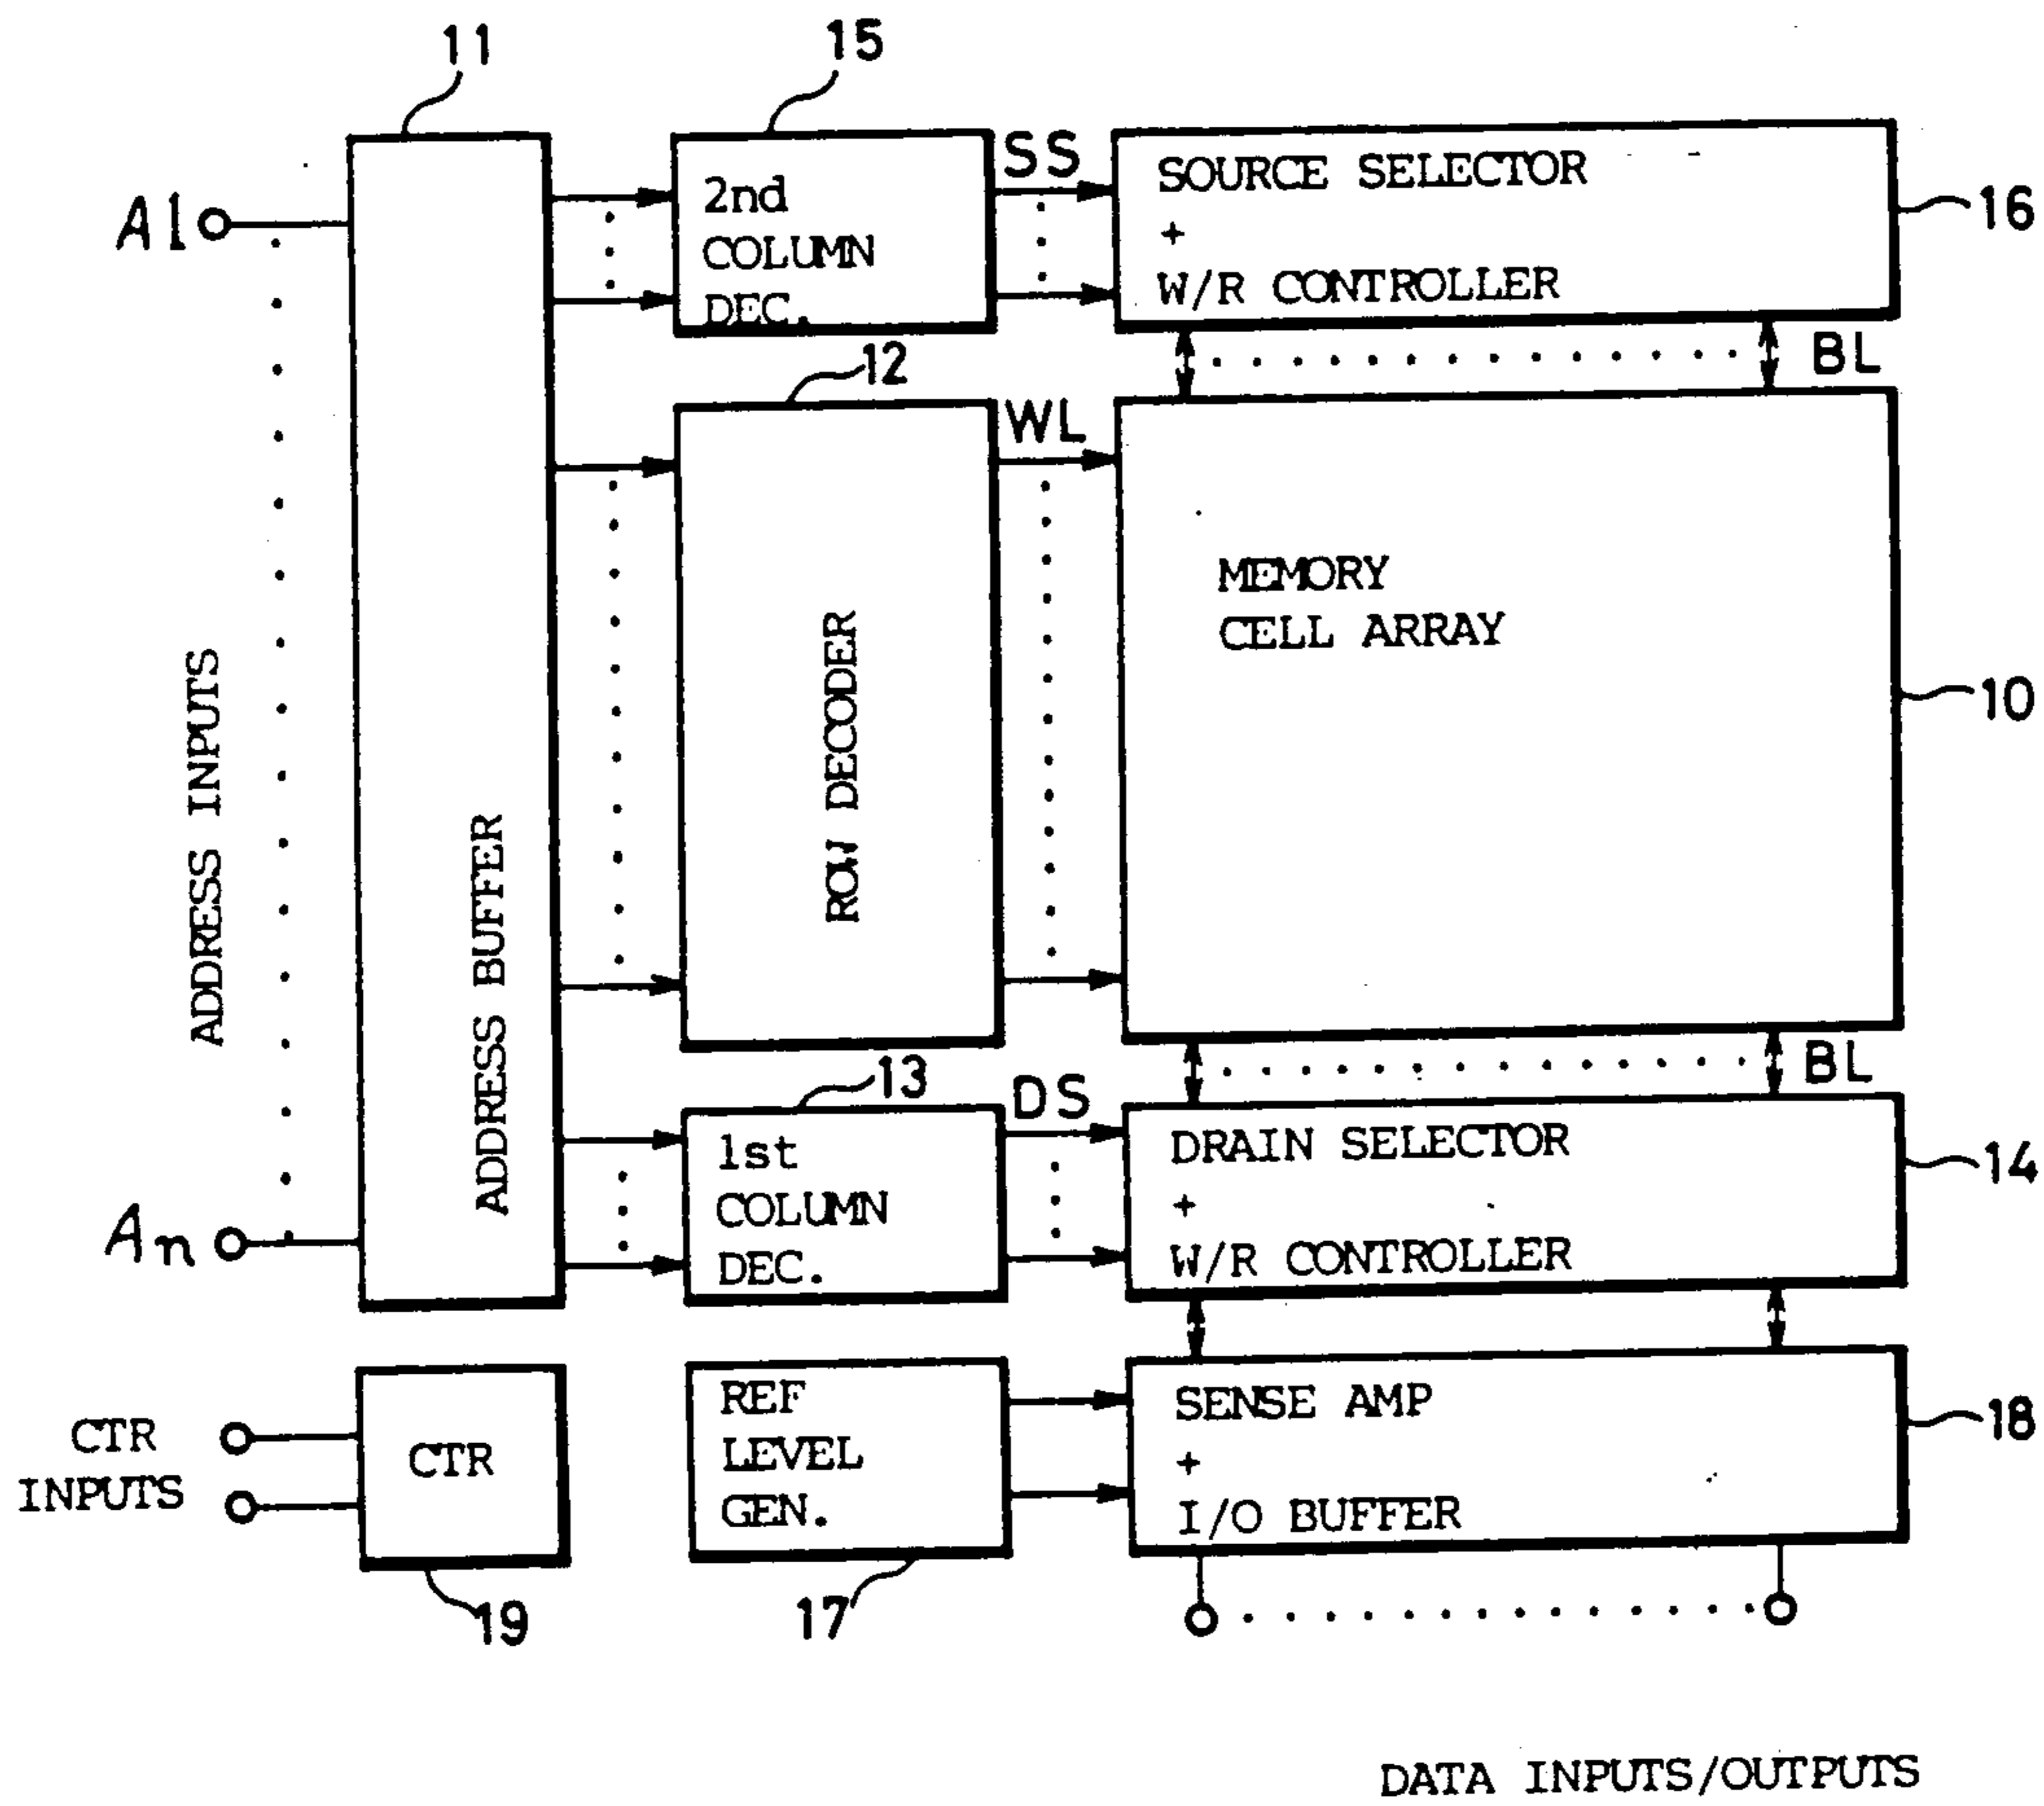 11
15
A1
2nd
COLUMN
DEC.
SS
SOURCE SELECTOR
+
W/R CONTROLLER
16
BL
12
WL
MEMORY
CELL ARRAY
10
ROW DECODER
ADDRESS INPUTS
ADDRESS BUFFER
BL
13
DS
1st
COLUMN
DEC.
DRAIN SELECTOR
+
W/R CONTROLLER
14
An
CTR
INPUTS
CTR
19
REF
LEVEL
GEN.
17
SENSE AMP
+
I/O BUFFER
18
DATA INPUTS/OUTPUTS